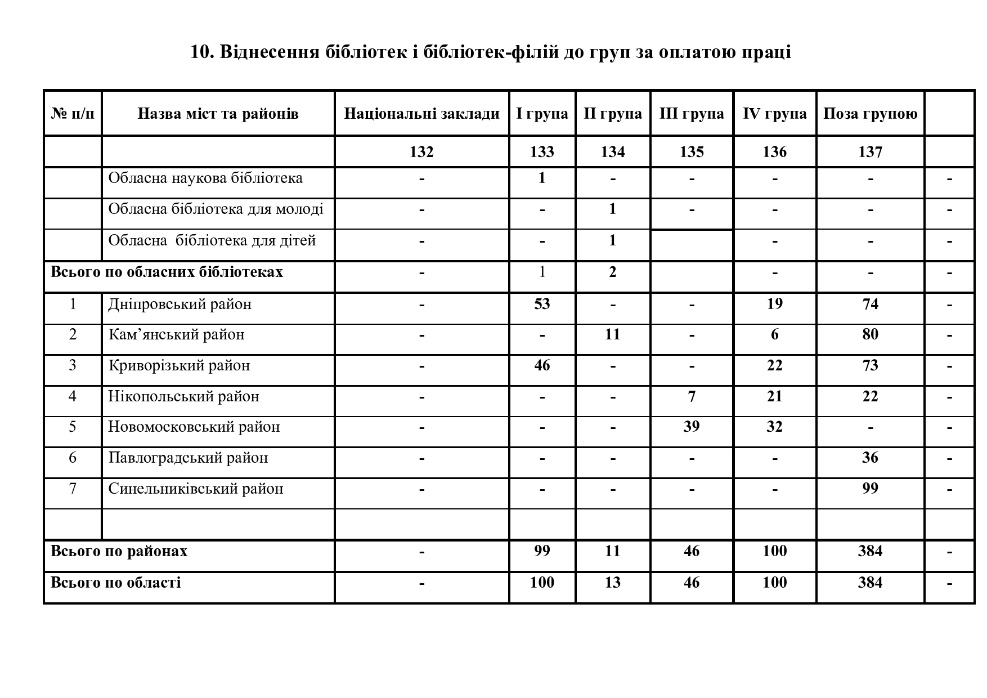 10. Віднесення бібліотек і бібліотек-філій до груп за оплатою праці
№ п/п Назва міст та районів Національні заклади І група ІІ група ІІІ група IV група Поза групою
132 133 134 135 136 137
Обласна наукова бібліотека - 1 - - - - -
Обласна бібліотека для молоді - - 1 - - - -
Обласна бібліотека для дітей - - 1 - - -
Всього по обласних бібліотеках - 1 2 - - -
1 Дніпровський район - 53 - - 19 74 -
2 Кам’янський район - - 11 - 6 80 -
3 Криворізький район - 46 - - 22 73 -
4 Нікопольський район - - - 7 21 22 -
5 Новомосковський район - - - 39 32 - -
6 Павлоградський район - - - - - 36 -
7 Синельниківський район - - - - - 99 -
Всього по районах - 99 11 46 100 384 -
Всього по області - 100 13 46 100 384 -